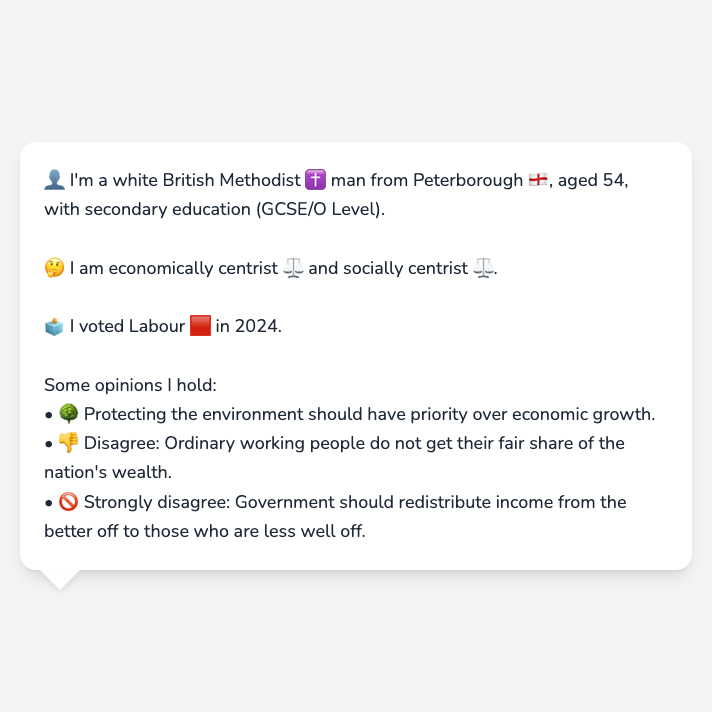 👤 I'm a white British Methodist ✝️ man from Peterborough 🏴󠁧󠁢󠁥󠁮󠁧󠁿, aged 54,
with secondary education (GCSE/O Level).
🤔 I am economically centrist ⚖️ and socially centrist ⚖️.
🗳️ I voted Labour 🟥 in 2024.
Some opinions I hold:
• 🌳 Protecting the environment should have priority over economic growth.
• 👎 Disagree: Ordinary working people do not get their fair share of the
nation's wealth.
• 🚫 Strongly disagree: Government should redistribute income from the
better off to those who are less well off.